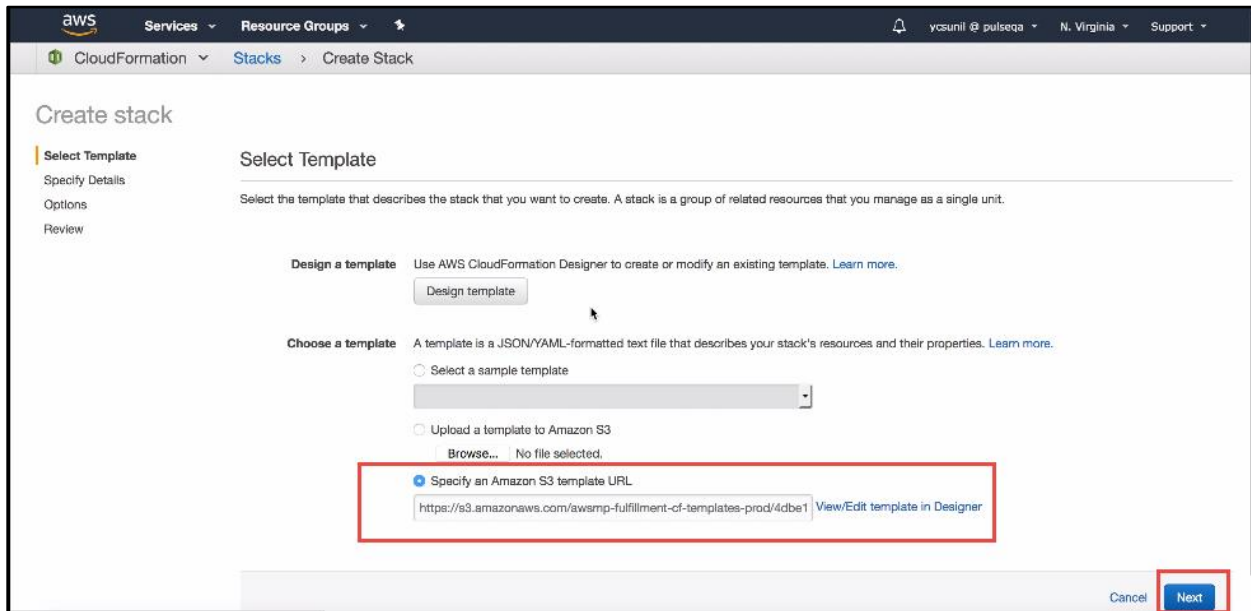 aws Services Resource Groups ycsunil @ pulseqa N. Virginia Support
CloudFormation Stacks > Create Stack
Create stack
Select Template
Specify Details
Options
Review
Select Template
Select the template that describes the stack that you want to create. A stack is a group of related resources that you manage as a single unit.
Design a template Use AWS CloudFormation Designer to create or modify an existing template. Learn more.
Design template
Choose a template A template is a JSON/YAML-formatted text file that describes your stack's resources and their properties. Learn more.
Select a sample template
Upload a template to Amazon S3
Browse... No file selected.
Specify an Amazon S3 template URL
https://s3.amazonaws.com/awsmp-fulfillment-cf-templates-prod/4dbe1 View/Edit template in Designer
Cancel Next